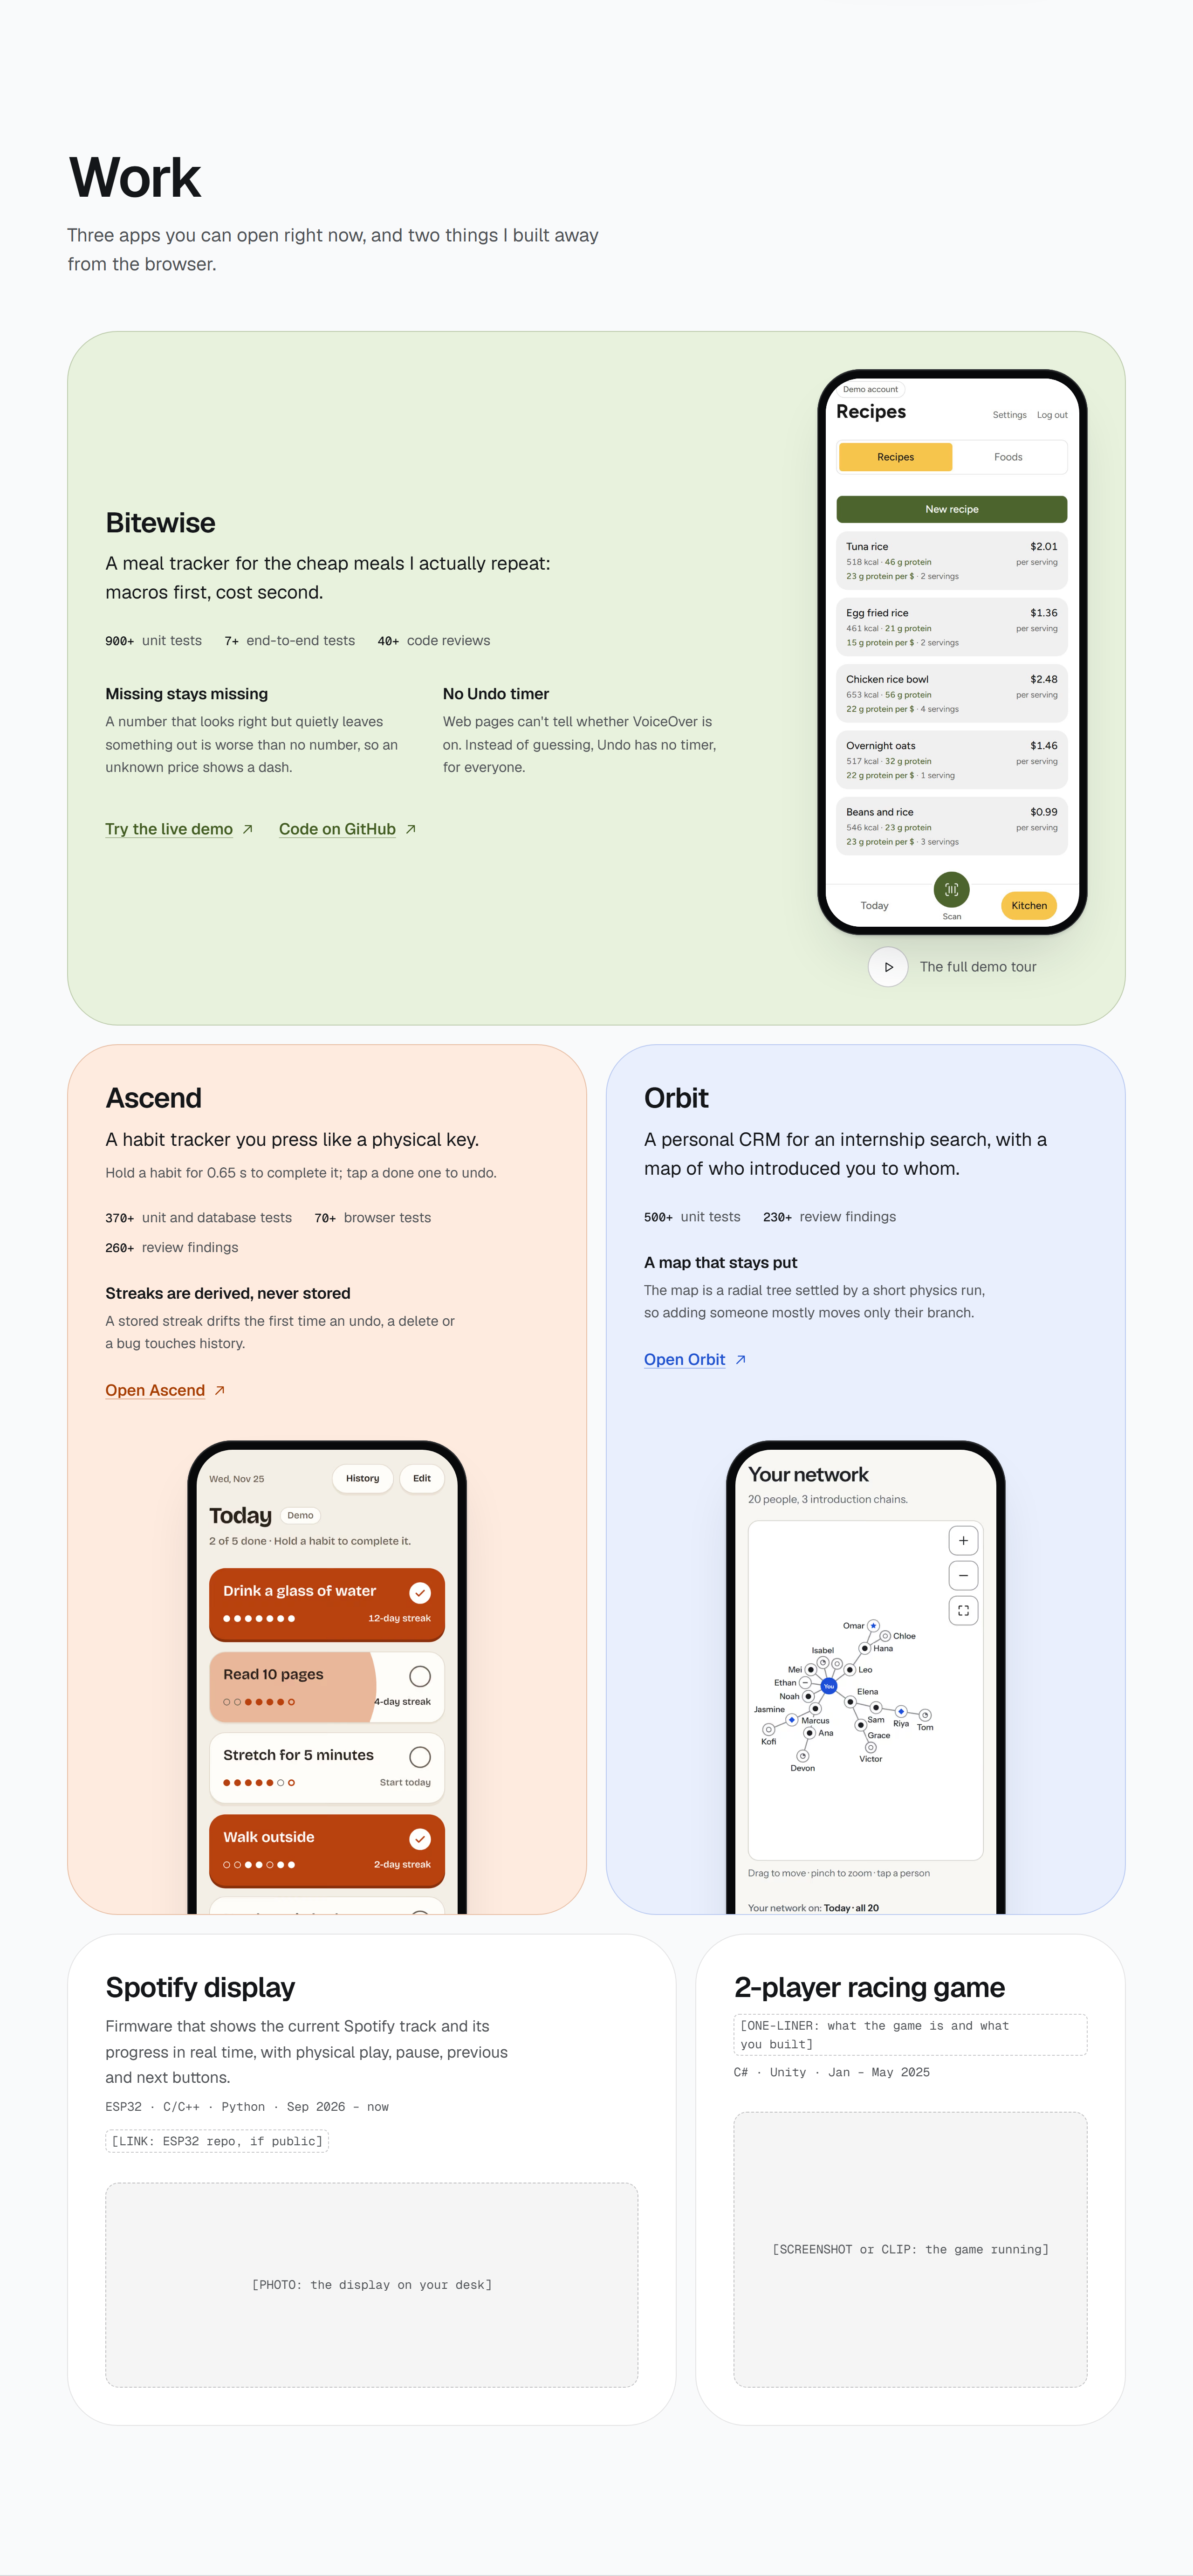 Work
Three apps you can open right now, and two things I built away
from the browser.
Bitewise
A meal tracker for the cheap meals I actually repeat:
macros first, cost second.
900+ unit tests 7+ end-to-end tests 40+ code reviews
Missing stays missing
A number that looks right but quietly leaves
something out is worse than no number, so an
unknown price shows a dash.
No Undo timer
Web pages can't tell whether VoiceOver is
on. Instead of guessing, Undo has no timer,
for everyone.
Try the live demo Code on GitHub
Demo account
Recipes
Settings Log out
Recipes Foods
New recipe
Tuna rice $2.01
518 kcal · 46 g protein per serving
23 g protein per $ · 2 servings
Egg fried rice $1.36
461 kcal · 21 g protein per serving
15 g protein per $ · 2 servings
Chicken rice bowl $2.48
653 kcal · 56 g protein per serving
22 g protein per $ · 4 servings
Overnight oats $1.46
517 kcal · 32 g protein per serving
22 g protein per $ · 1 serving
Beans and rice $0.99
546 kcal · 23 g protein per serving
23 g protein per $ · 3 servings
Today Scan Kitchen
The full demo tour
Ascend
A habit tracker you press like a physical key.
Hold a habit for 0.65 s to complete it; tap a done one to undo.
370+ unit and database tests 70+ browser tests
260+ review findings
Streaks are derived, never stored
A stored streak drifts the first time an undo, a delete or
a bug touches history.
Open Ascend
Wed, Nov 25 History Edit
Today Demo
2 of 5 done · Hold a habit to complete it.
Drink a glass of water
12-day streak
Read 10 pages
4-day streak
Stretch for 5 minutes
Start today
Walk outside
2-day streak
Orbit
A personal CRM for an internship search, with a
map of who introduced you to whom.
500+ unit tests 230+ review findings
A map that stays put
The map is a radial tree settled by a short physics run,
so adding someone mostly moves only their branch.
Open Orbit
Your network
20 people, 3 introduction chains.
Omar
Chloe
Isabel Hana
Mei Leo
Ethan You
Noah Elena
Jasmine
Marcus Sam Riya Tom
Kofi Ana Grace
Devon Victor
Drag to move · pinch to zoom · tap a person
Your network on: Today · all 20
Spotify display
Firmware that shows the current Spotify track and its
progress in real time, with physical play, pause, previous
and next buttons.
ESP32 · C/C++ · Python · Sep 2026 – now
[LINK: ESP32 repo, if public]
[PHOTO: the display on your desk]
2-player racing game
[ONE-LINER: what the game is and what
you built]
C# · Unity · Jan – May 2025
[SCREENSHOT or CLIP: the game running]